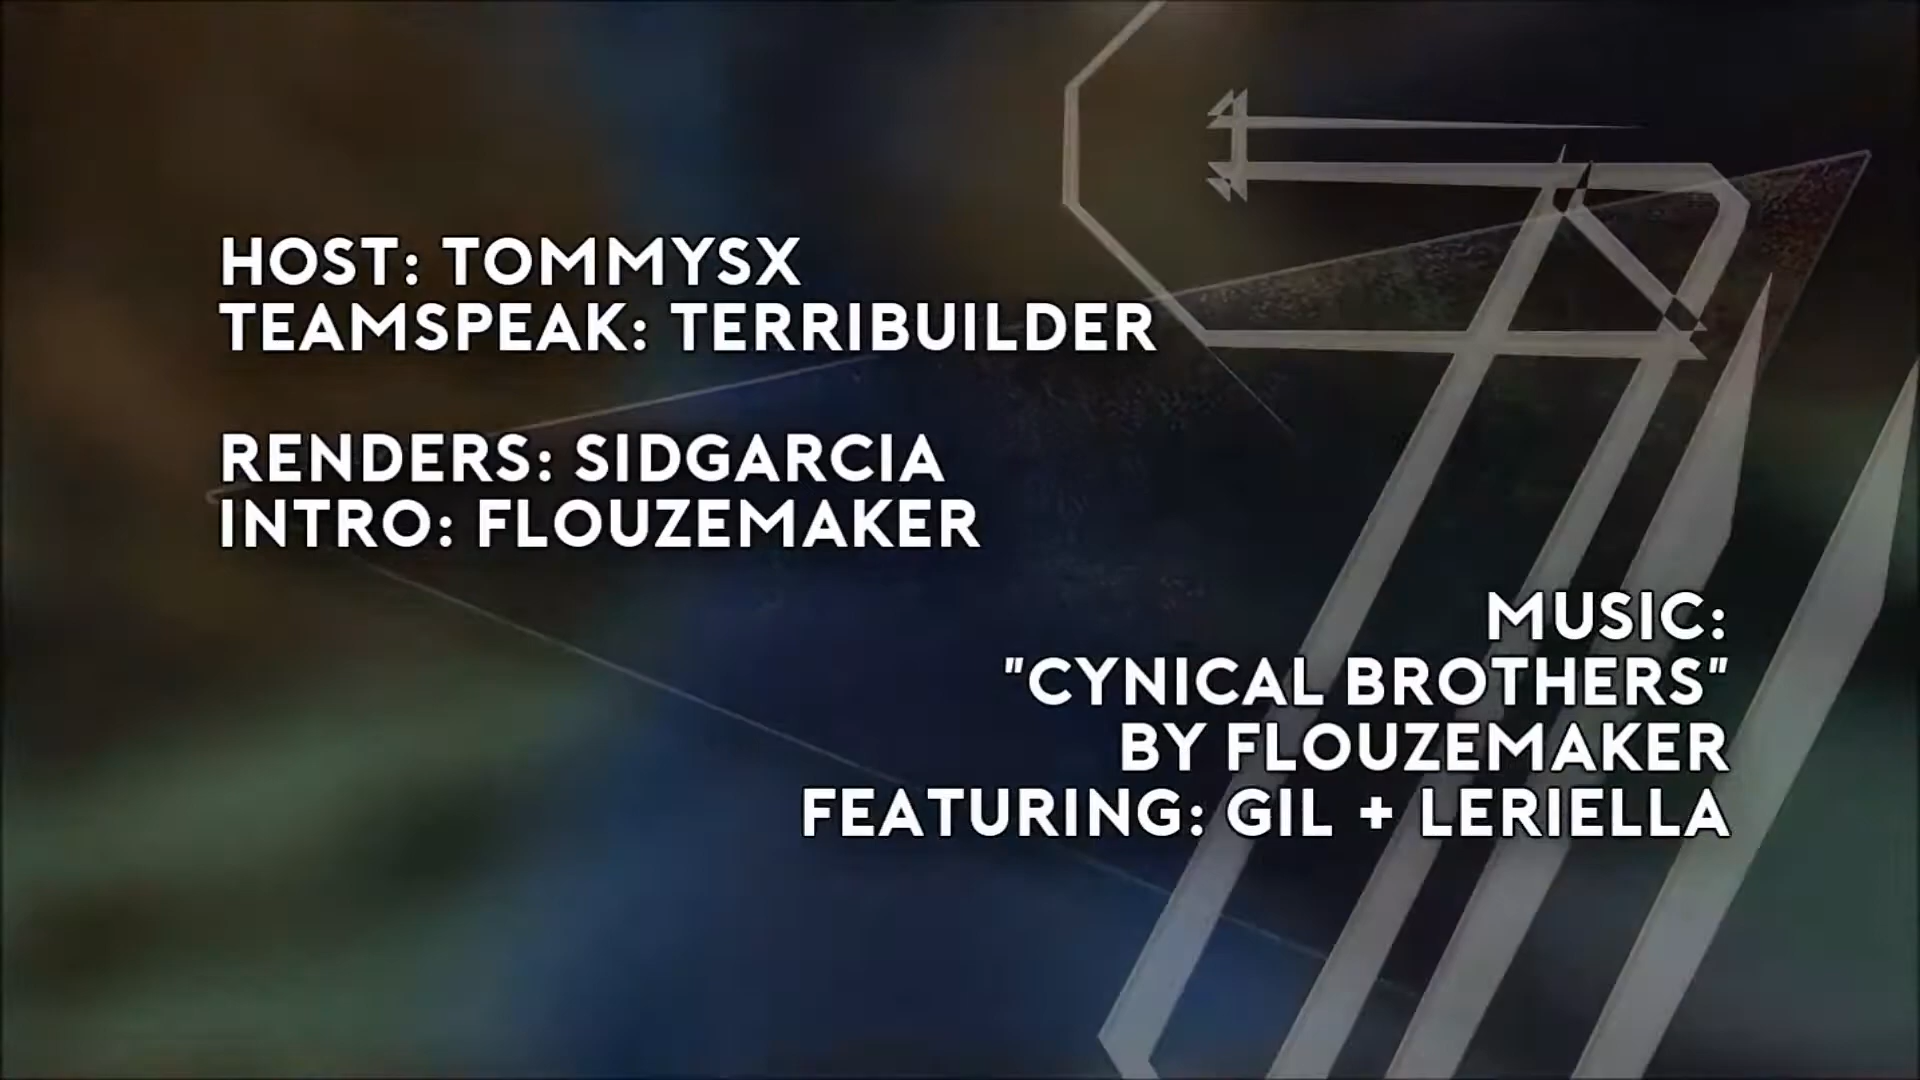 HOST: TOMMYSX
TEAMSPEAK: TERRIBUILDER
RENDERS: SIDGARCIA
INTRO: FLOUZEMAKER
MUSIC:
"CYNICAL BROTHERS"
BY FLOUZEMAKER
FEATURING: GIL + LERIELLA